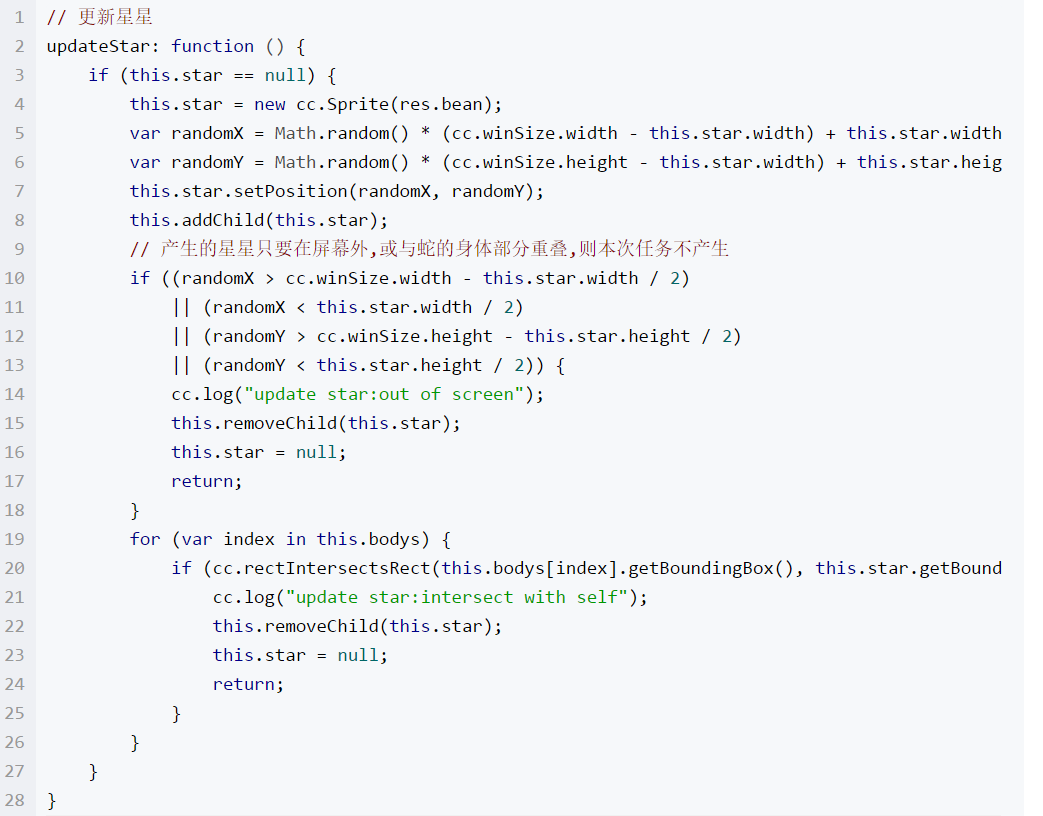 1 // 更新星星
2 updateStar: function () {
3     if (this.star == null) {
4         this.star = new cc.Sprite(res.bean);
5         var randomX = Math.random() * (cc.winSize.width - this.star.width) + this.star.width
6         var randomY = Math.random() * (cc.winSize.height - this.star.width) + this.star.heig
7         this.star.setPosition(randomX, randomY);
8         this.addChild(this.star);
9         // 产生的星星只要在屏幕外,或与蛇的身体部分重叠,则本次任务不产生
10         if ((randomX > cc.winSize.width - this.star.width / 2)
11             || (randomX < this.star.width / 2)
12             || (randomY > cc.winSize.height - this.star.height / 2)
13             || (randomY < this.star.height / 2)) {
14             cc.log("update star:out of screen");
15             this.removeChild(this.star);
16             this.star = null;
17             return;
18         }
19         for (var index in this.bodys) {
20             if (cc.rectIntersectsRect(this.bodys[index].getBoundingBox(), this.star.getBound
21                 cc.log("update star:intersect with self");
22                 this.removeChild(this.star);
23                 this.star = null;
24                 return;
25             }
26         }
27     }
28 }